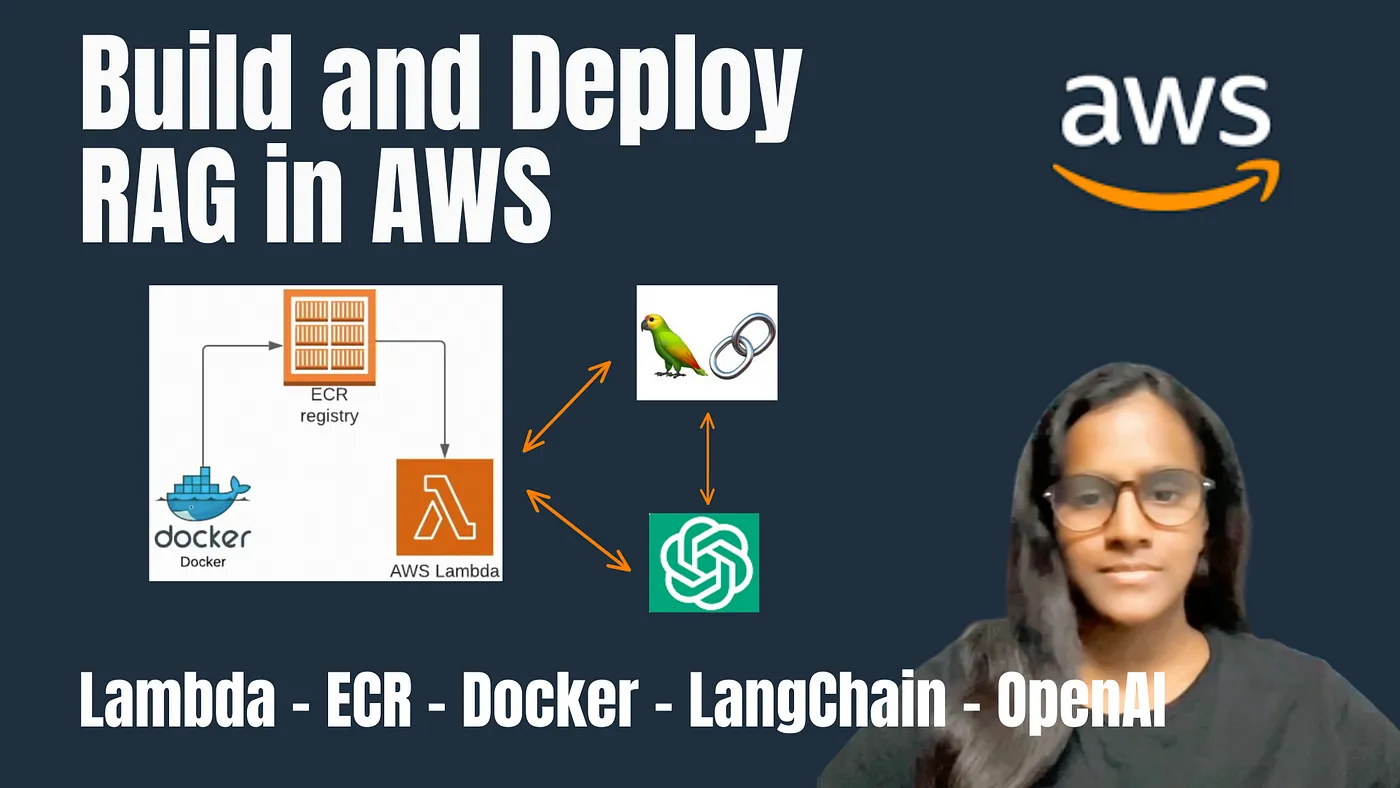 Build and Deploy
RAG in AWS
aws
ECR
registry
docker
Docker
AWS Lambda
Lambda - ECR - Docker - LangChain - OpenAI